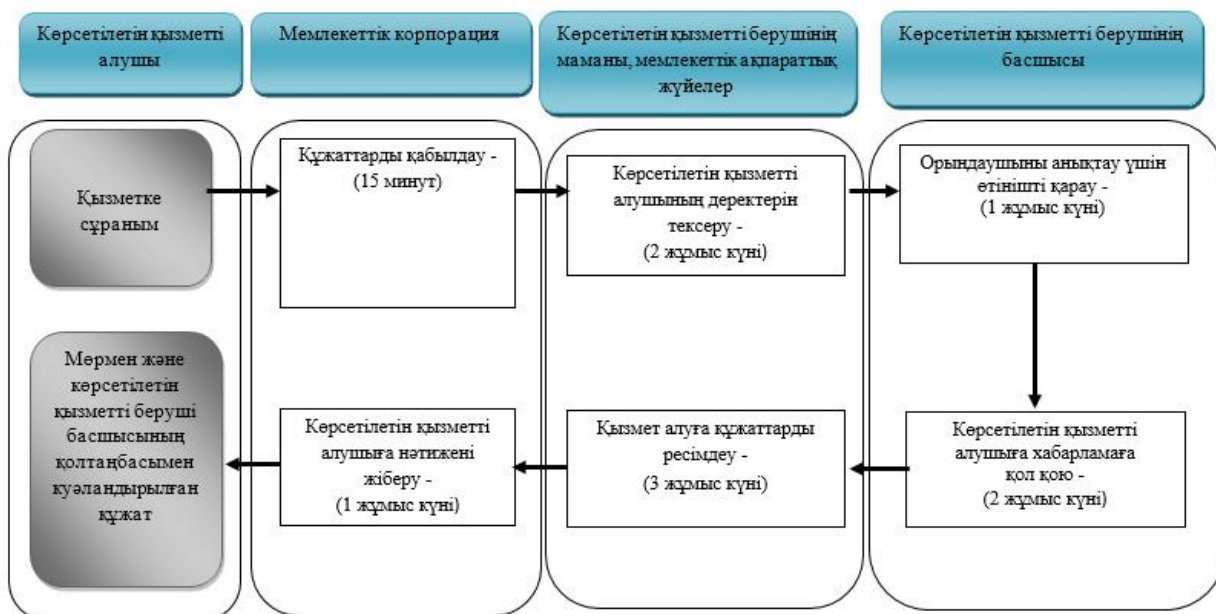 Көрсетілетін қызметті
алушы
Мемлекеттік корпорация
Көрсетілетін қызметті берушінің
маманы, мемлекеттік ақпараттық
жүйелер
Көрсетілетін қызметті берушінің
басшысы
Қызметке
сұраным
Құжаттарды қабылдау -
(15 минут)
Көрсетілетін қызметті
алушының деректерін
тексеру -
(2 жұмыс күні)
Орындаушыны анықтау үшін
өтінішті қарау -
(1 жұмыс күні)
Мөрмен және
көрсетілетін
қызметті беруші
басшысының
қолтаңбасымен
куәландырылған
құжат
Көрсетілетін қызметті
алушыға нәтижені
жіберу -
(1 жұмыс күні)
Қызмет алуға құжаттарды
ресімдеу -
(3 жұмыс күні)
Көрсетілетін қызметті
алушыға хабарламаға
қол қою -
(2 жұмыс күні)